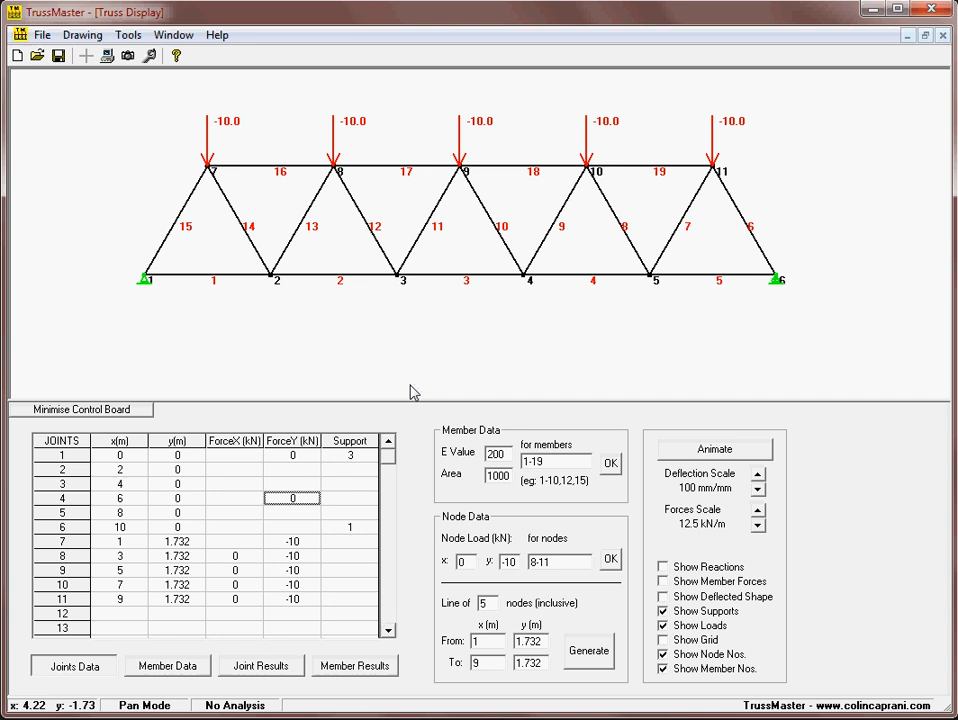 TrussMaster - [Truss Display]
File Drawing Tools Window Help
-10.0 -10.0 -10.0 -10.0 -10.0
7 16 8 17 9 18 10 19 11
15 14 13 12 11 10 9 8 7 6
1 1 2 2 3 3 4 4 5 5 6
Minimise Control Board
JOINTS x(m) y(m) ForceX (kN) ForceY (kN) Support
1 0 0 0 3
2 2 0
3 4 0
4 6 0 0
5 8 0
6 10 0 1
7 1 1.732 -10
8 3 1.732 0 -10
9 5 1.732 0 -10
10 7 1.732 0 -10
11 9 1.732 0 -10
12
13
Joints Data Member Data Joint Results Member Results
Member Data
E Value 200 for members
1-19 OK
Area 1000 (eg: 1-10,12,15)
Node Data
Node Load (kN): for nodes
x: 0 y: -10 8-11 OK
Line of 5 nodes (inclusive)
x (m) y (m)
From: 1 1.732
To: 9 1.732
Generate
Animate
Deflection Scale
100 mm/mm
Forces Scale
12.5 kN/m
Show Reactions
Show Member Forces
Show Deflected Shape
Show Supports
Show Loads
Show Grid
Show Node Nos.
Show Member Nos.
x: 4.22 y: -1.73 Pan Mode No Analysis TrussMaster - www.colincaprani.com